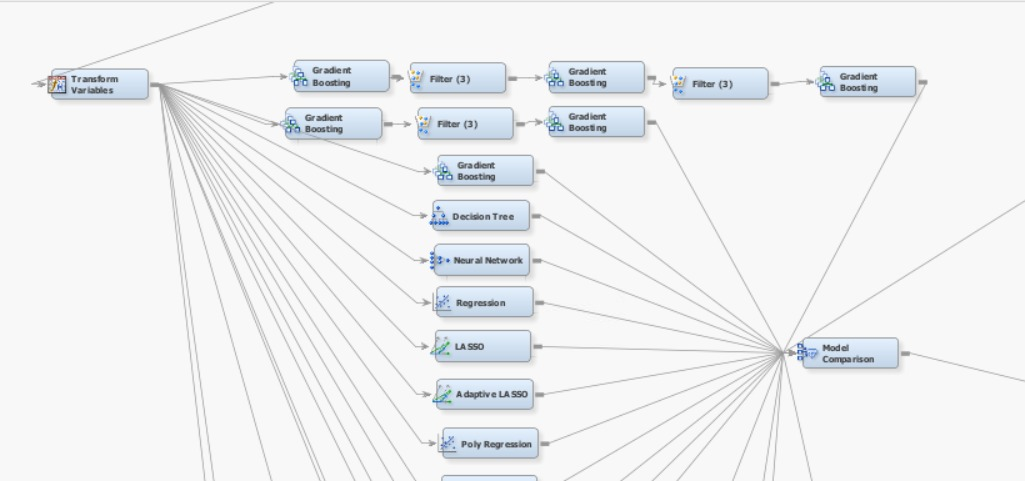 Transform
Variables
Gradient
Boosting
Filter (3)
Gradient
Boosting
Filter (3)
Gradient
Boosting
Gradient
Boosting
Filter (3)
Gradient
Boosting
Gradient
Boosting
Decision Tree
Neural Network
Regression
LASSO
Model
Comparison
Adaptive LASSO
Poly Regression